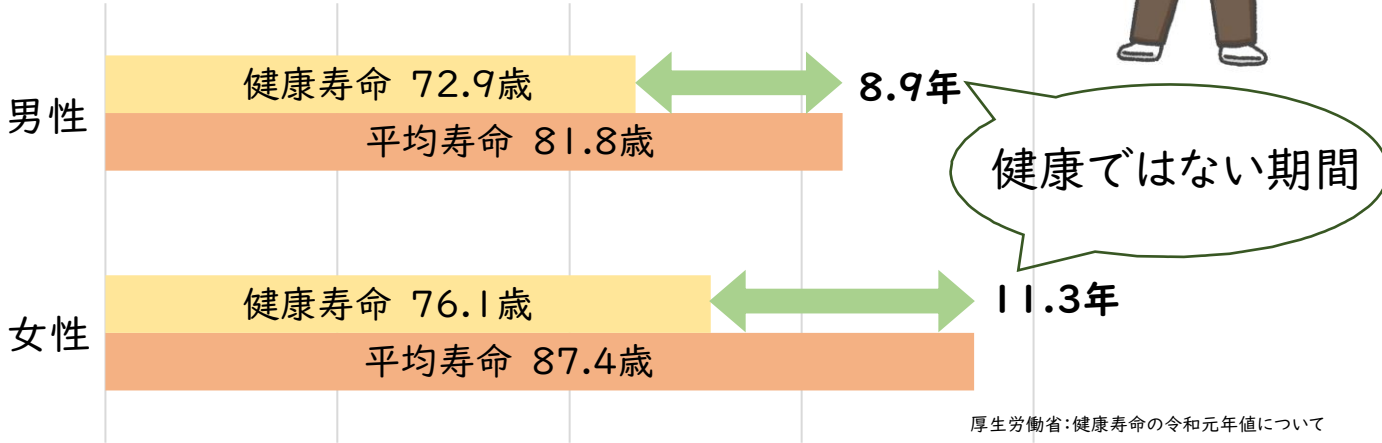 男性
健康寿命 72.9歳
8.9年
平均寿命 81.8歳
健康ではない期間
女性
健康寿命 76.1歳
11.3年
平均寿命 87.4歳
厚生労働省:健康寿命の令和元年値について